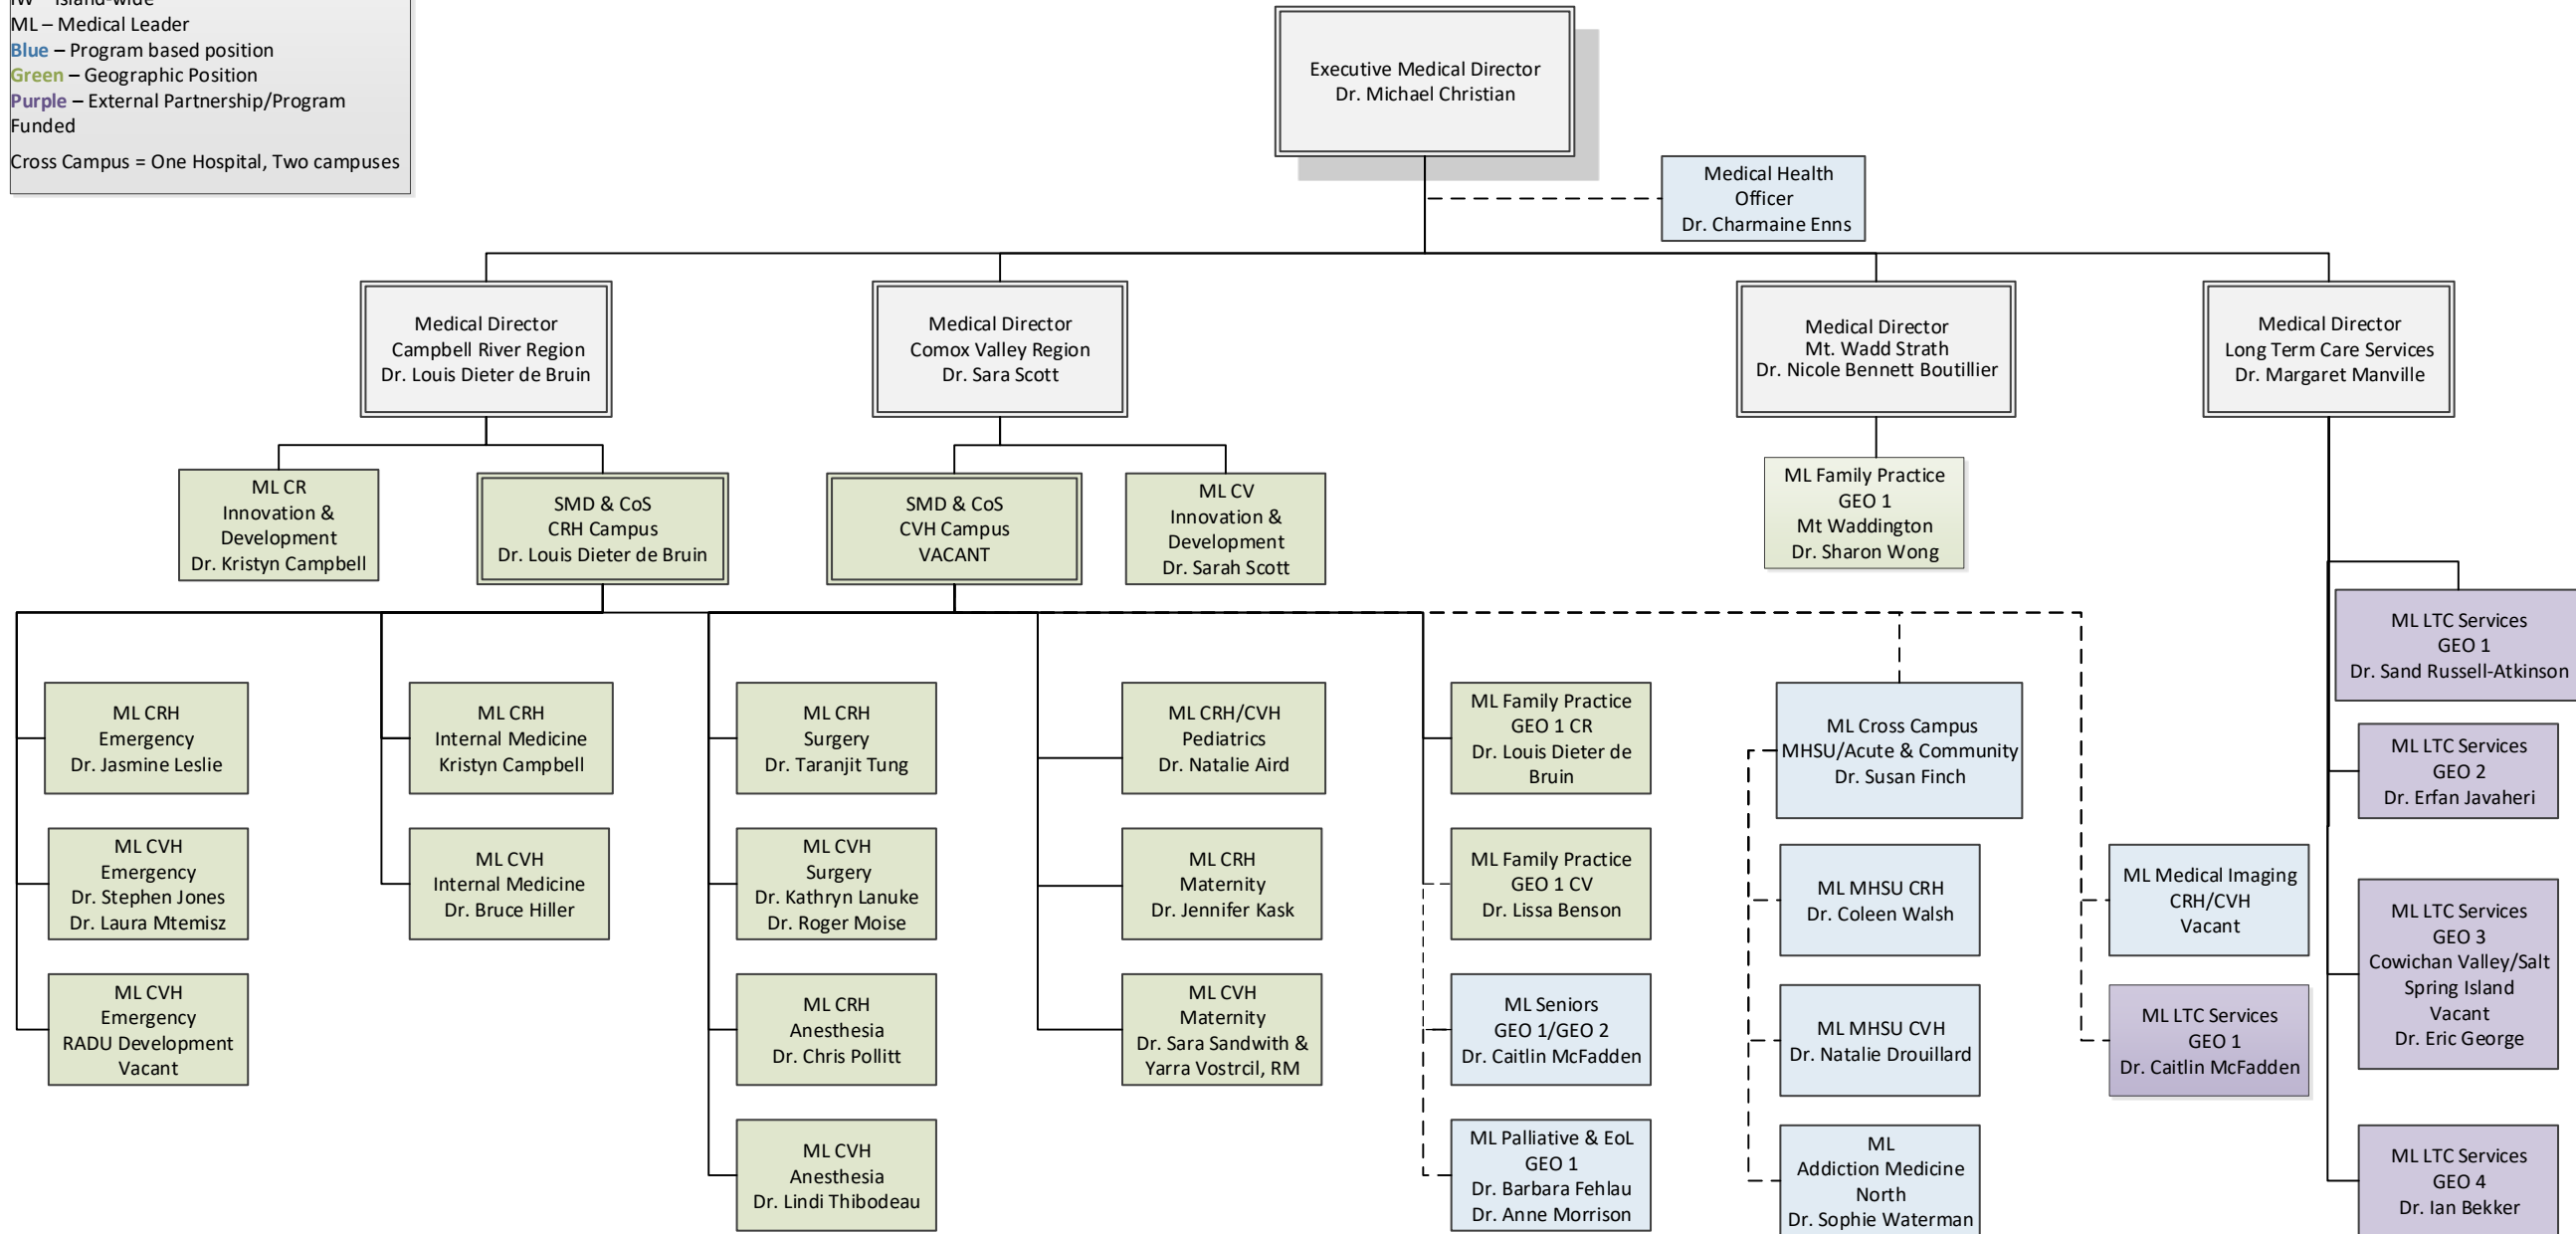 IW – Island-wide
ML – Medical Leader
Blue – Program based position
Green – Geographic Position
Purple – External Partnership/Program
Funded
Cross Campus = One Hospital, Two campuses
Executive Medical Director
Dr. Michael Christian
Medical Health
Officer
Dr. Charmaine Enns
Medical Director
Campbell River Region
Dr. Louis Dieter de Bruin
Medical Director
Comox Valley Region
Dr. Sara Scott
Medical Director
Mt. Wadd Strath
Dr. Nicole Bennett Boutillier
Medical Director
Long Term Care Services
Dr. Margaret Manville
ML CR
Innovation &
Development
Dr. Kristyn Campbell
SMD & CoS
CRH Campus
Dr. Louis Dieter de Bruin
SMD & CoS
CVH Campus
VACANT
ML CV
Innovation &
Development
Dr. Sarah Scott
ML Family Practice
GEO 1
Mt Waddington
Dr. Sharon Wong
ML CRH
Emergency
Dr. Jasmine Leslie
ML CVH
Emergency
Dr. Stephen Jones
Dr. Laura Mtemisz
ML CVH
Emergency
RADU Development
Vacant
ML CRH
Internal Medicine
Kristyn Campbell
ML CVH
Internal Medicine
Dr. Bruce Hiller
ML CRH
Surgery
Dr. Taranjit Tung
ML CVH
Surgery
Dr. Kathryn Lanuke
Dr. Roger Moise
ML CRH
Anesthesia
Dr. Chris Pollitt
ML CVH
Anesthesia
Dr. Lindi Thibodeau
ML CRH/CVH
Pediatrics
Dr. Natalie Aird
ML CRH
Maternity
Dr. Jennifer Kask
ML CVH
Maternity
Dr. Sara Sandwith &
Yarra Vostrcil, RM
ML Family Practice
GEO 1 CR
Dr. Louis Dieter de
Bruin
ML Family Practice
GEO 1 CV
Dr. Lissa Benson
ML Seniors
GEO 1/GEO 2
Dr. Caitlin McFadden
ML Palliative & EoL
GEO 1
Dr. Barbara Fehlau
Dr. Anne Morrison
ML Cross Campus
MHSU/Acute & Community
Dr. Susan Finch
ML MHSU CRH
Dr. Coleen Walsh
ML MHSU CVH
Dr. Natalie Drouillard
ML
Addiction Medicine
North
Dr. Sophie Waterman
ML Medical Imaging
CRH/CVH
Vacant
ML LTC Services
GEO 1
Dr. Caitlin McFadden
ML LTC Services
GEO 1
Dr. Sand Russell-Atkinson
ML LTC Services
GEO 2
Dr. Erfan Javaheri
ML LTC Services
GEO 3
Cowichan Valley/Salt
Spring Island
Vacant
Dr. Eric George
ML LTC Services
GEO 4
Dr. Ian Bekker